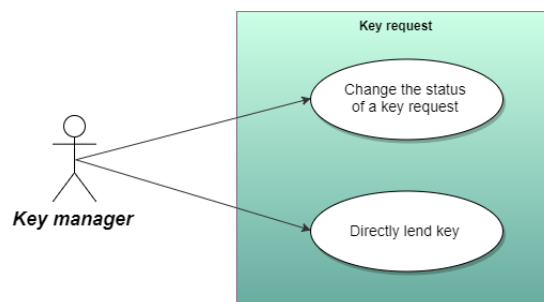 Key request
Change the status
of a key request
Key manager
Directly lend key